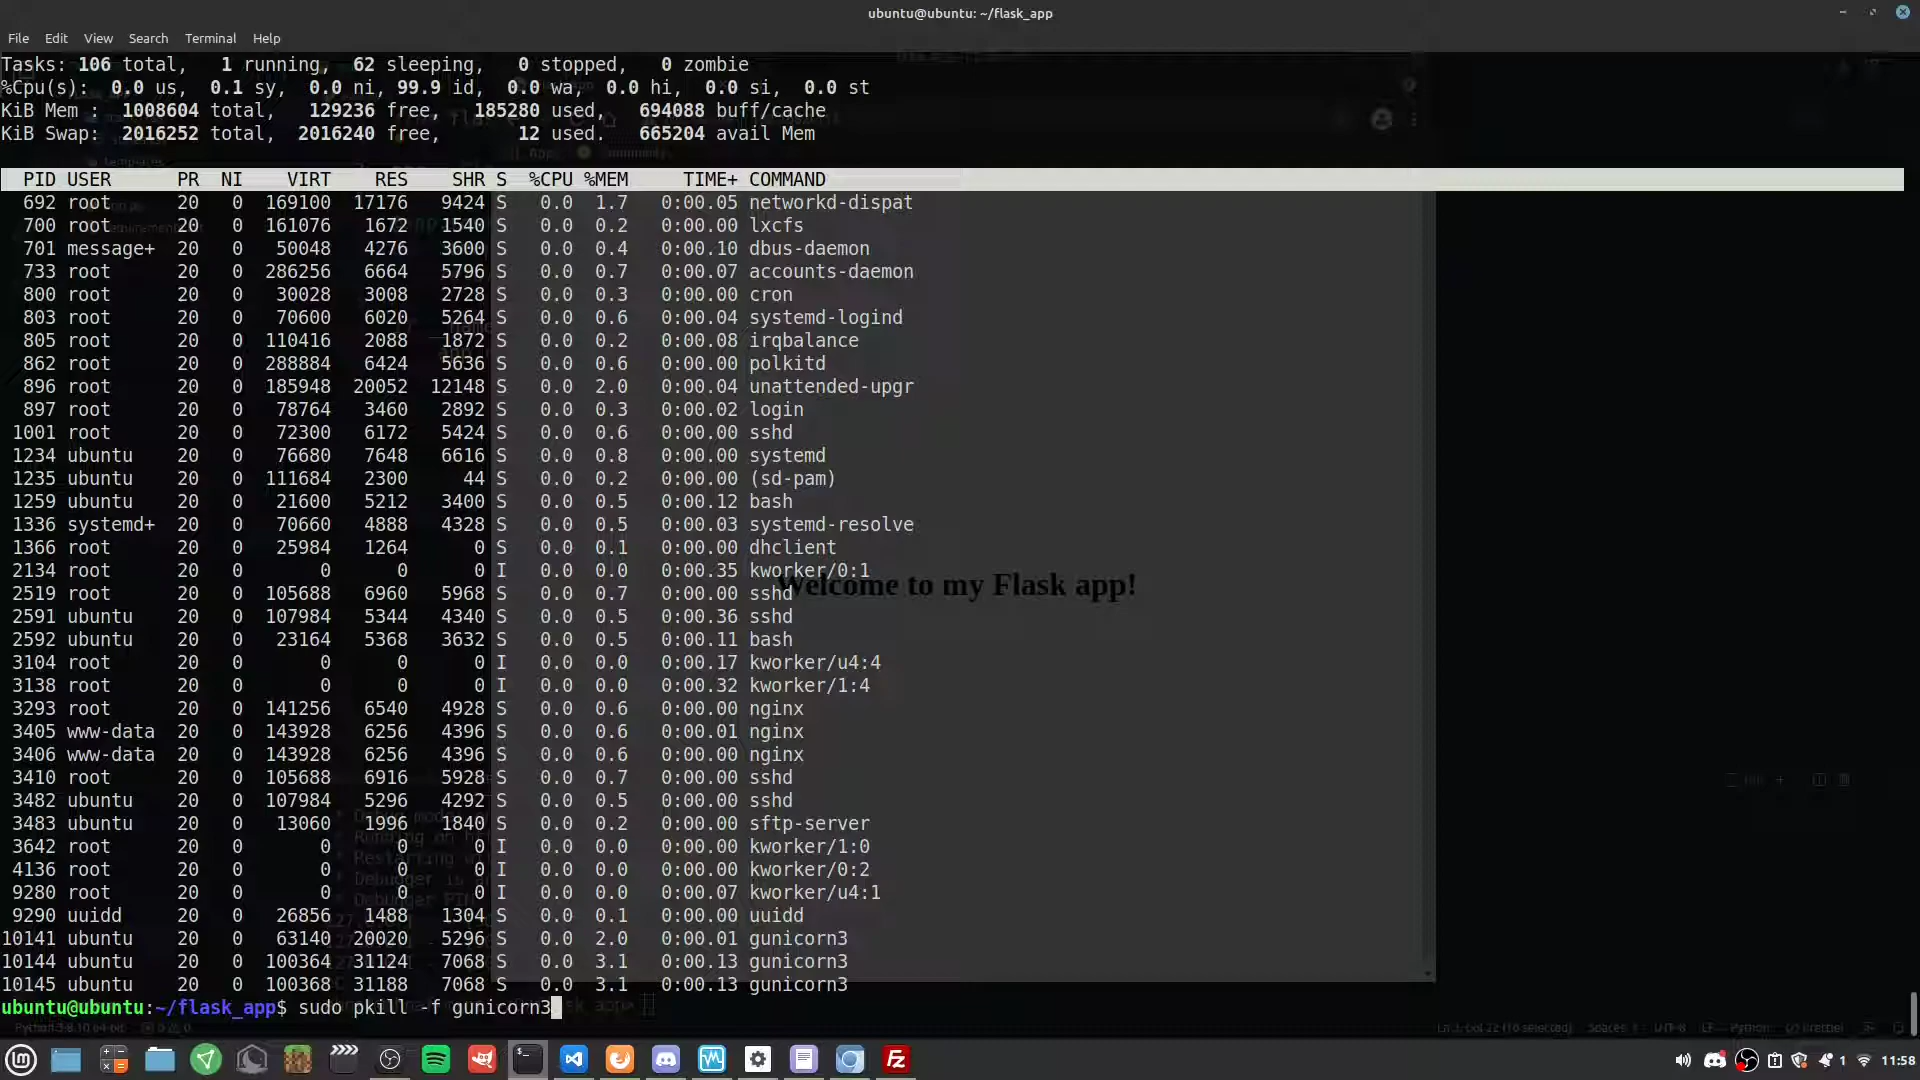 ubuntu@ubuntu: ~/flask_app
File Edit View Search Terminal Help
Tasks: 106 total, 1 running, 62 sleeping, 0 stopped, 0 zombie
%Cpu(s): 0.0 us, 0.1 sy, 0.0 ni, 99.9 id, 0.0 wa, 0.0 hi, 0.0 si, 0.0 st
KiB Mem : 1008604 total, 129236 free, 185280 used, 694088 buff/cache
KiB Swap: 2016252 total, 2016240 free, 12 used. 665204 avail Mem
PID USER PR NI VIRT RES SHR S %CPU %MEM TIME+ COMMAND
692 root 20 0 169100 17176 9424 S 0.0 1.7 0:00.05 networkd-dispat
700 root 20 0 161076 1672 1540 S 0.0 0.2 0:00.00 lxcfs
701 message+ 20 0 50048 4276 3600 S 0.0 0.4 0:00.10 dbus-daemon
733 root 20 0 286256 6664 5796 S 0.0 0.7 0:00.07 accounts-daemon
800 root 20 0 30028 3008 2728 S 0.0 0.3 0:00.00 cron
803 root 20 0 70600 6020 5264 S 0.0 0.6 0:00.04 systemd-logind
805 root 20 0 110416 2088 1872 S 0.0 0.2 0:00.08 irqbalance
862 root 20 0 288884 6424 5636 S 0.0 0.6 0:00.00 polkitd
896 root 20 0 185948 20052 12148 S 0.0 2.0 0:00.04 unattended-upgr
897 root 20 0 78764 3460 2892 S 0.0 0.3 0:00.02 login
1001 root 20 0 72300 6172 5424 S 0.0 0.6 0:00.00 sshd
1234 ubuntu 20 0 76680 7648 6616 S 0.0 0.8 0:00.00 systemd
1235 ubuntu 20 0 111684 2300 44 S 0.0 0.2 0:00.00 (sd-pam)
1259 ubuntu 20 0 21600 5212 3400 S 0.0 0.5 0:00.12 bash
1336 systemd+ 20 0 70660 4888 4328 S 0.0 0.5 0:00.03 systemd-resolve
1366 root 20 0 25984 1264 0 S 0.0 0.1 0:00.00 dhclient
2134 root 20 0 0 0 0 I 0.0 0.0 0:00.35 kworker/0:1
Welcome to my Flask app!
2519 root 20 0 105688 6960 5968 S 0.0 0.7 0:00.00 sshd
2591 ubuntu 20 0 107984 5344 4340 S 0.0 0.5 0:00.36 sshd
2592 ubuntu 20 0 23164 5368 3632 S 0.0 0.5 0:00.11 bash
3104 root 20 0 0 0 0 I 0.0 0.0 0:00.17 kworker/u4:4
3138 root 20 0 0 0 0 I 0.0 0.0 0:00.32 kworker/1:4
3293 root 20 0 141256 6540 4928 S 0.0 0.6 0:00.00 nginx
3405 www-data 20 0 143928 6256 4396 S 0.0 0.6 0:00.01 nginx
3406 www-data 20 0 143928 6256 4396 S 0.0 0.6 0:00.00 nginx
3410 root 20 0 105688 6916 5928 S 0.0 0.7 0:00.00 sshd
3482 ubuntu 20 0 107984 5296 4292 S 0.0 0.5 0:00.00 sshd
3483 ubuntu 20 0 13060 1996 1840 S 0.0 0.2 0:00.00 sftp-server
3642 root 20 0 0 0 0 I 0.0 0.0 0:00.00 kworker/1:0
4136 root 20 0 0 0 0 I 0.0 0.0 0:00.00 kworker/0:2
9280 root 20 0 0 0 0 I 0.0 0.0 0:00.07 kworker/u4:1
9290 uuidd 20 0 26856 1488 1304 S 0.0 0.1 0:00.00 uuidd
10141 ubuntu 20 0 63140 20020 5296 S 0.0 2.0 0:00.01 gunicorn3
10144 ubuntu 20 0 100364 31124 7068 S 0.0 3.1 0:00.13 gunicorn3
10145 ubuntu 20 0 100368 31188 7068 S 0.0 3.1 0:00.13 gunicorn3
ubuntu@ubuntu:~/flask_app$ sudo pkill -f gunicorn3
1 11:58